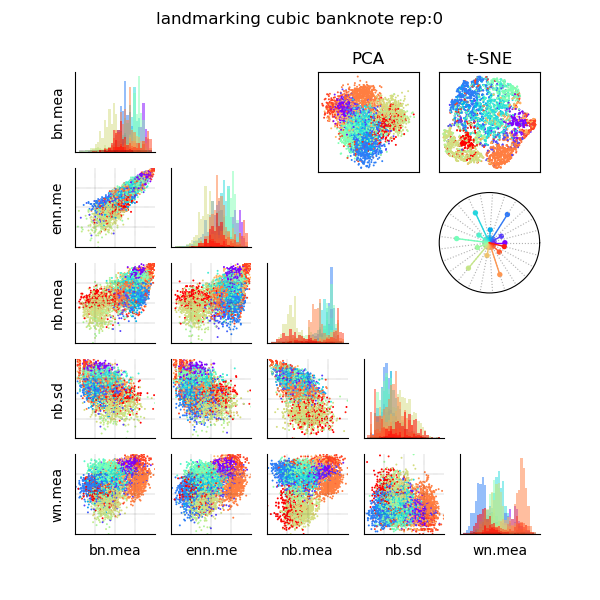 landmarking cubic banknote rep:0
PCA
t-SNE
bn.mea
enn.me
nb.mea
nb.sd
wn.mea
bn.mea
enn.me
nb.mea
nb.sd
wn.mea